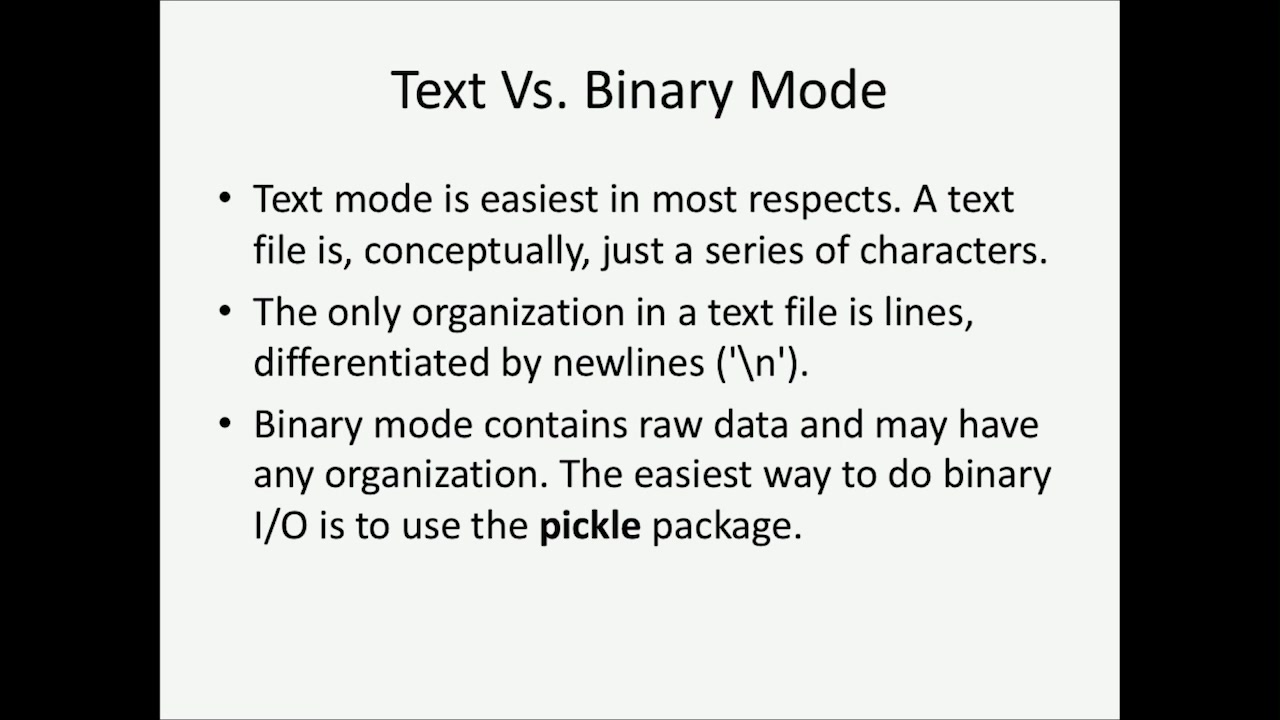 Text Vs. Binary Mode
• Text mode is easiest in most respects. A text
file is, conceptually, just a series of characters.
• The only organization in a text file is lines,
differentiated by newlines ('\n').
• Binary mode contains raw data and may have
any organization. The easiest way to do binary
I/O is to use the pickle package.